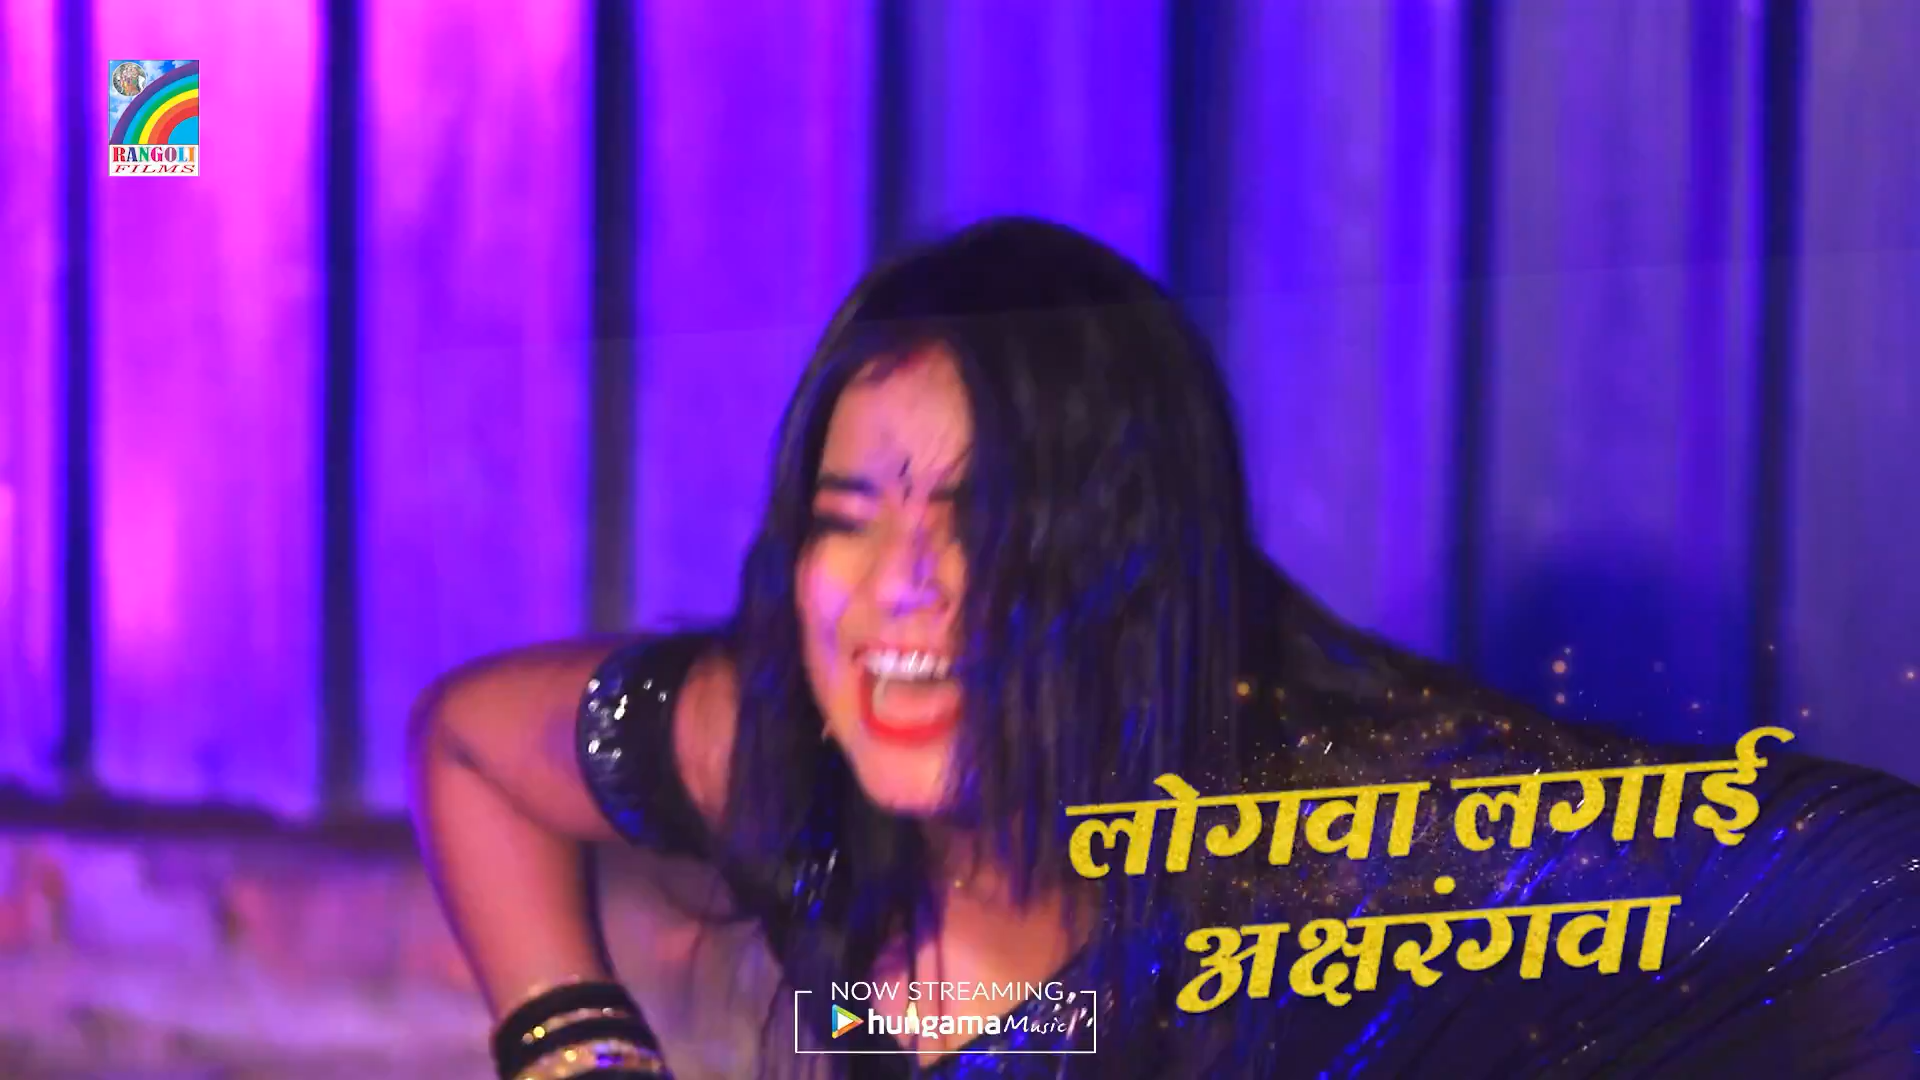 RANGOLI
FILMS
लोगवा लगाई
अक्षरंगवा
NOW STREAMING
hungama Music